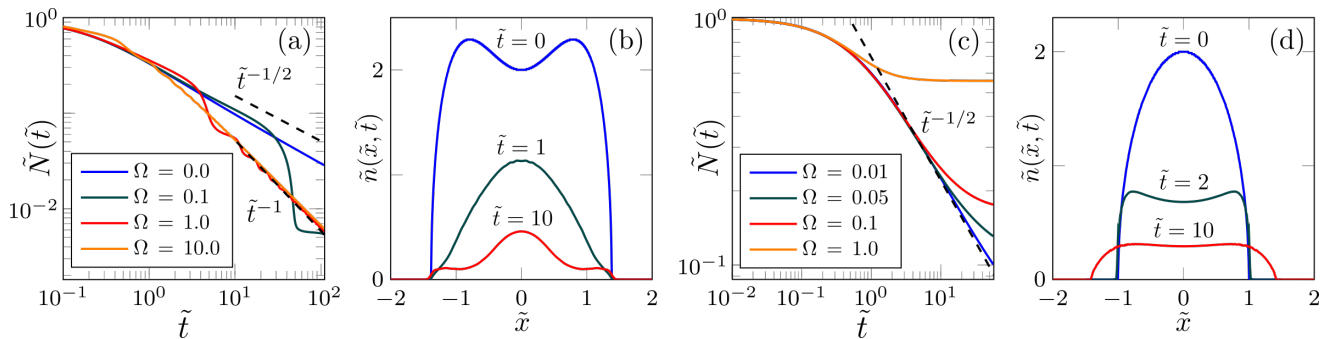 (a)
10^0
10^{-2}
10^{-1} 10^0 10^1 10^2
Ñ(t̃)
t̃
t̃^{-1/2}
t̃^{-1}
Ω = 0.0
Ω = 0.1
Ω = 1.0
Ω = 10.0
(b)
2
0
−2 −1 0 1 2
ñ(x̃, t̃)
x̃
t̃ = 0
t̃ = 1
t̃ = 10
(c)
10^0
10^{-1}
10^{-2} 10^{-1} 10^0 10^1
Ñ(t̃)
t̃
t̃^{-1/2}
Ω = 0.01
Ω = 0.05
Ω = 0.1
Ω = 1.0
(d)
2
0
−2 −1 0 1 2
ñ(x̃, t̃)
x̃
t̃ = 0
t̃ = 2
t̃ = 10